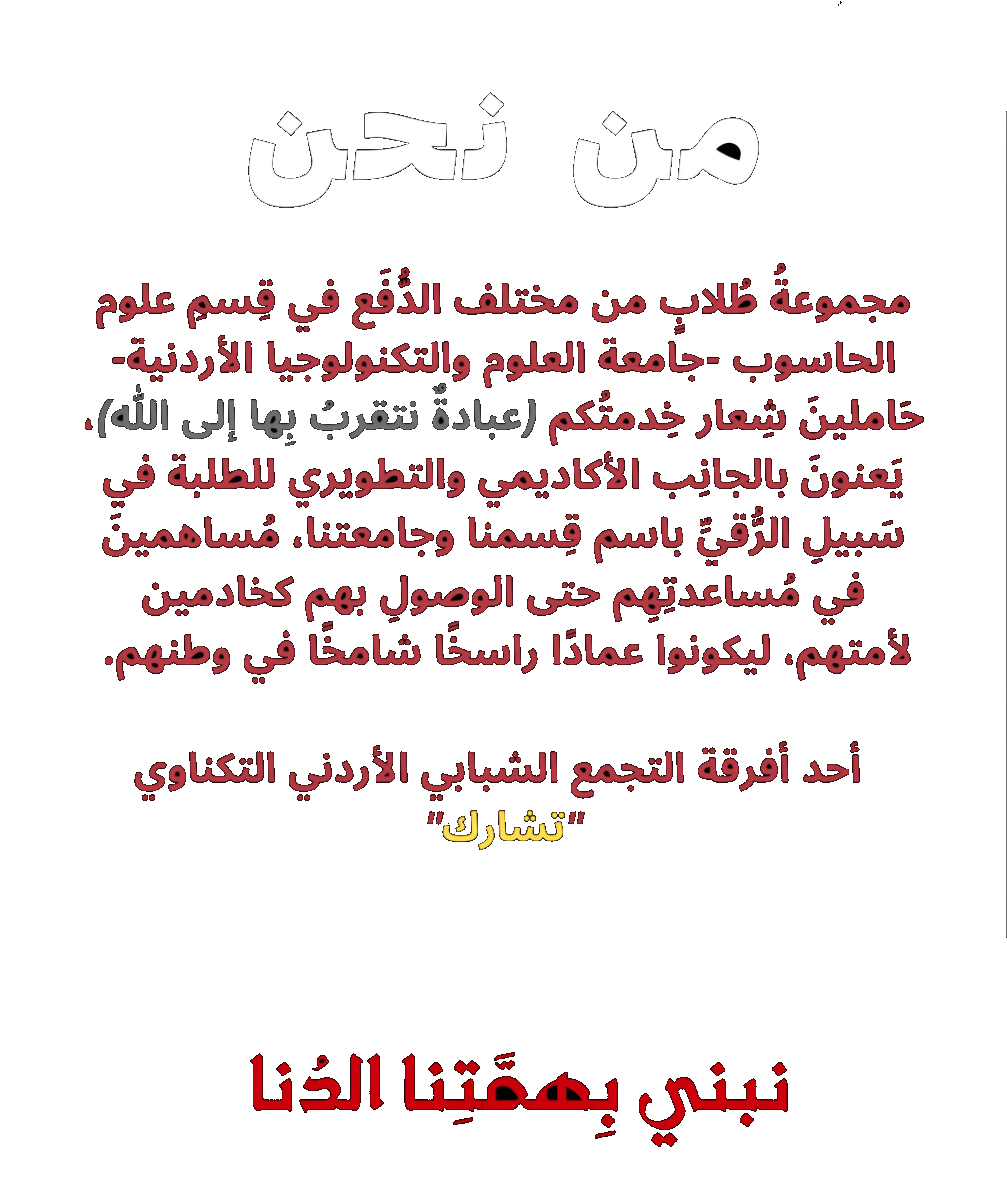 من نحن
مجموعةُ طُلابٍ من مختلف الدُّفَع في قِسمِ علوم
الحاسوب -جامعة العلوم والتكنولوجيا الأردنية-
حَاملينَ شِعار خِدمتُكم (عبادةٌ نتقربُ بِها إلى الله)،
يَعنونَ بالجانِب الأكاديمي والتطويري للطلبة في
سَبيلِ الرُّقيِّ باسم قِسمنا وجامعتنا، مُساهمينَ
في مُساعدتِهِم حتى الوصولِ بهم كخادمين
لأمتهم، ليكونوا عمادًا راسخًا شامخًا في وطنهم.
أحد أفرقة التجمع الشبابي الأردني التكناوي
"تشارك"
نبني بِهمَّتِنا الدُنا